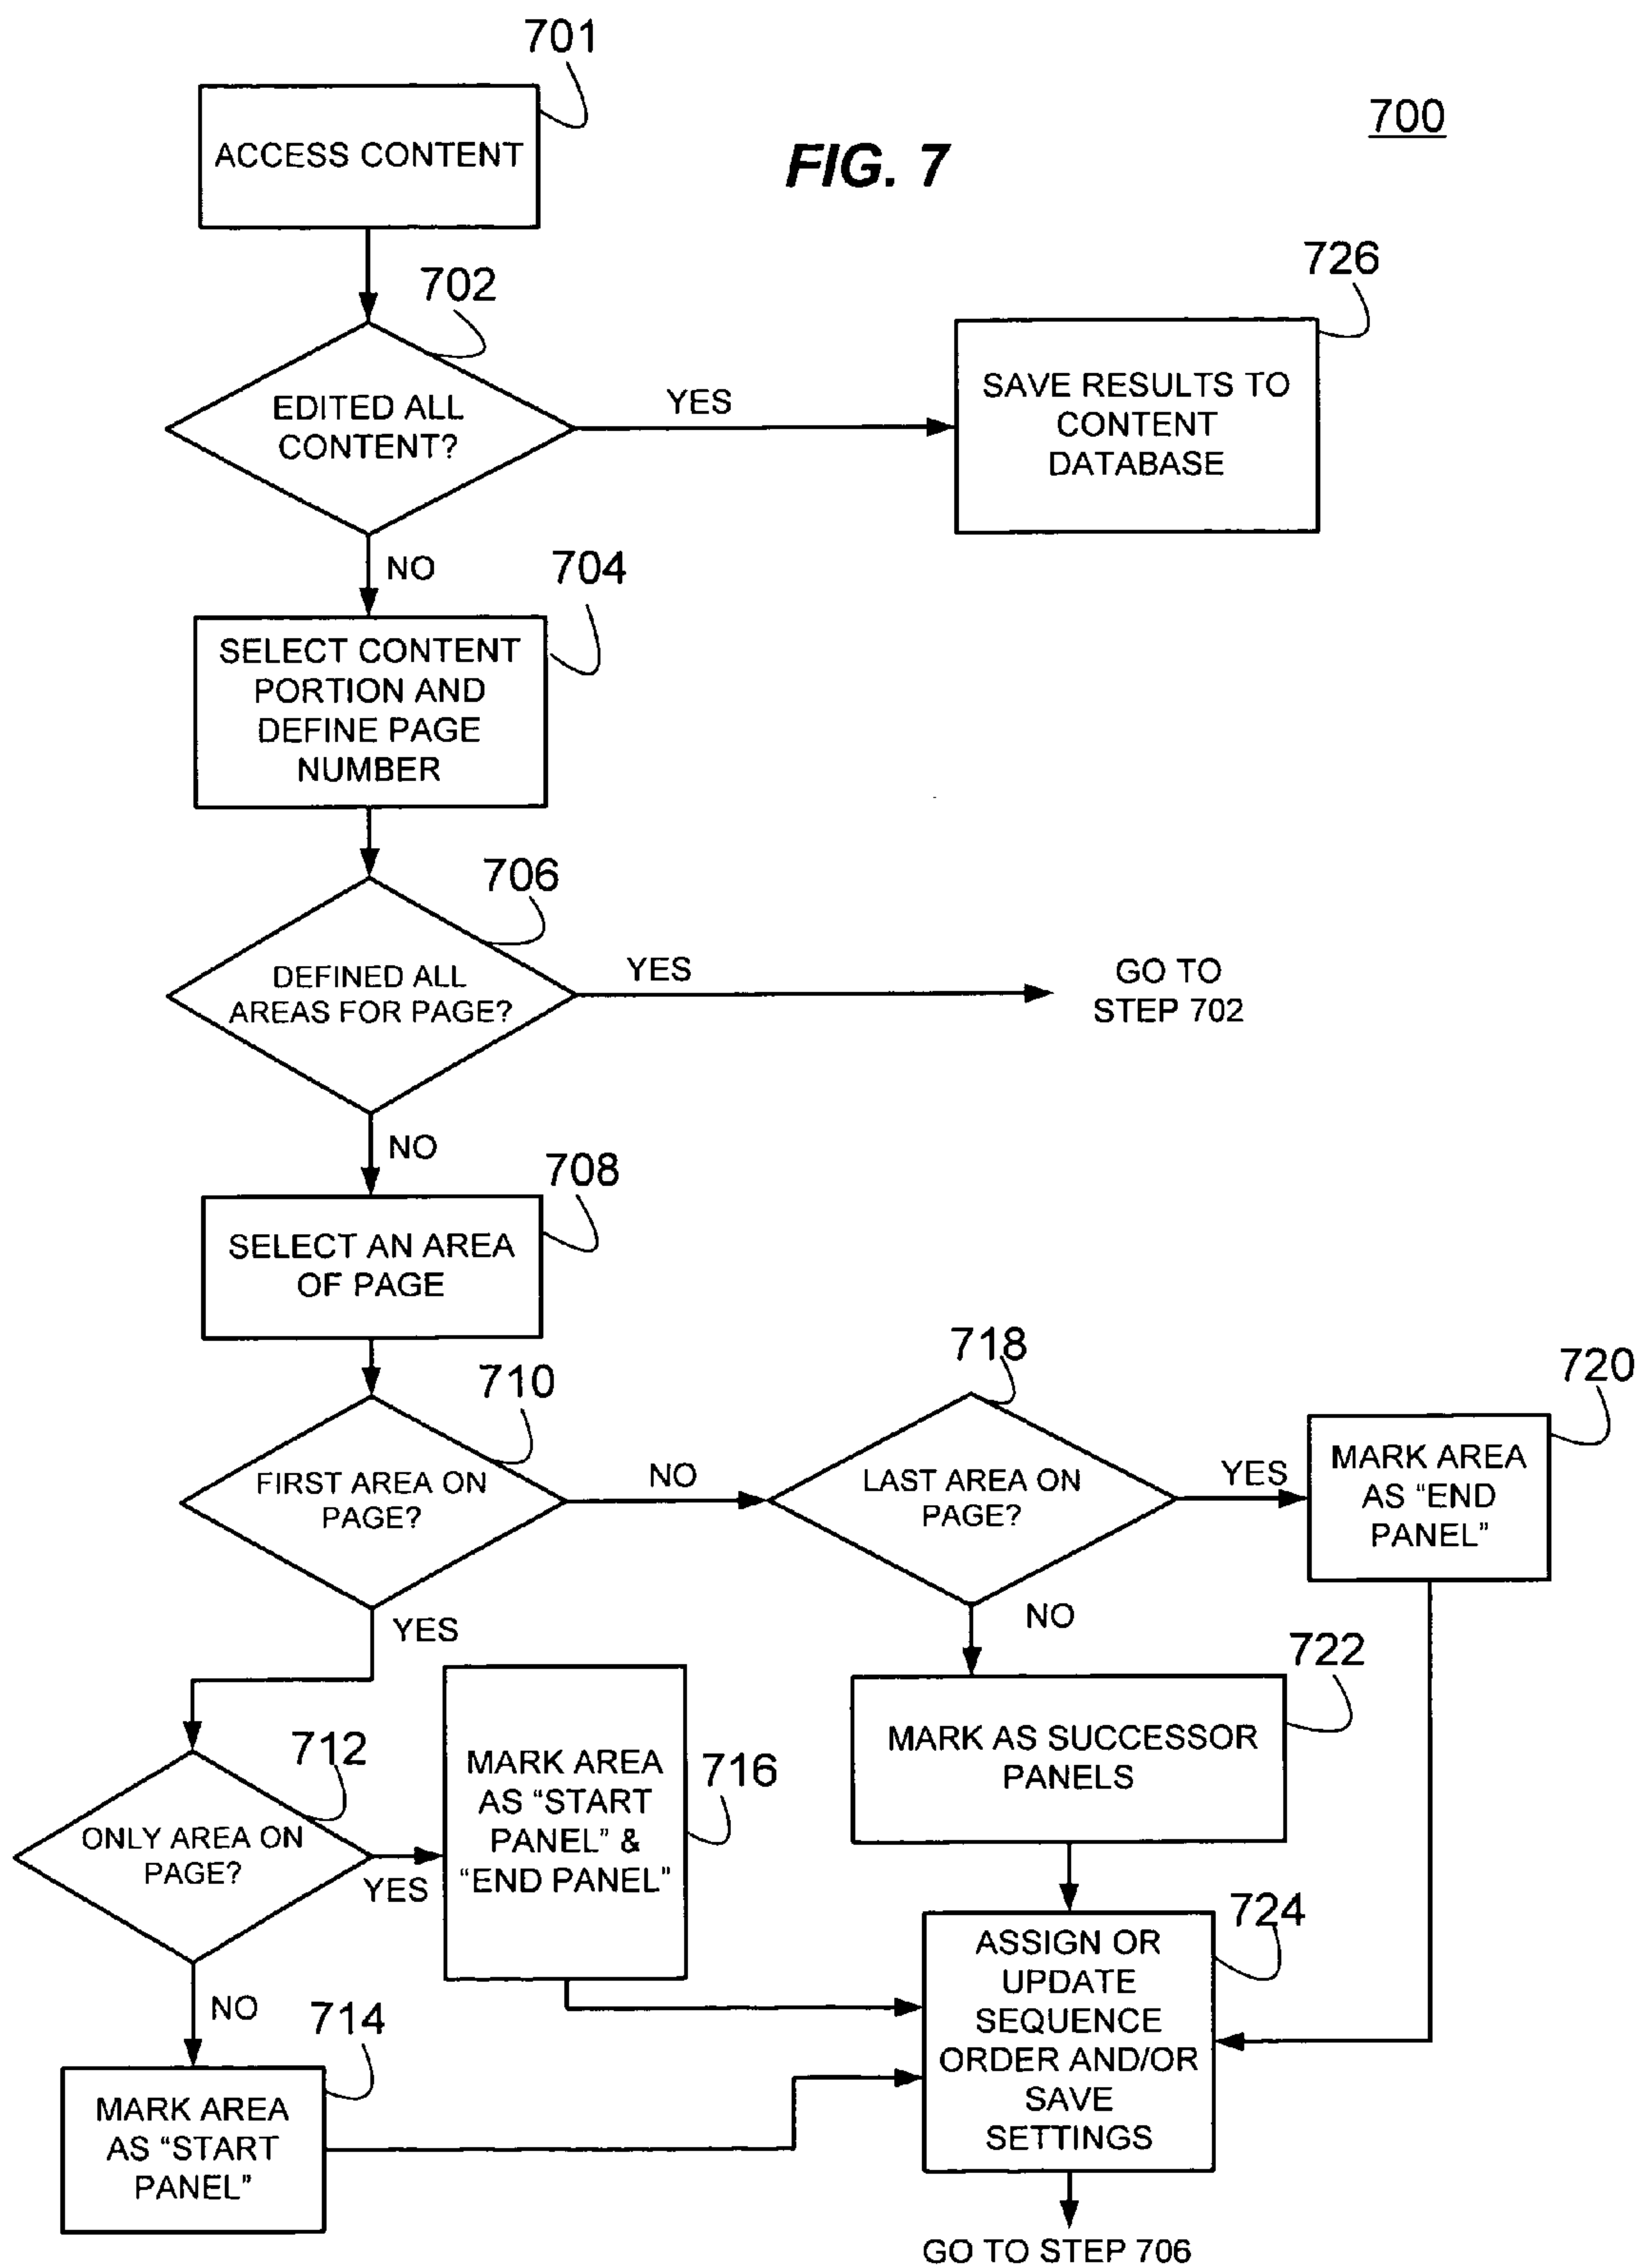 701
ACCESS CONTENT
FIG. 7
700
702
EDITED ALL
CONTENT?
YES
726
SAVE RESULTS TO
CONTENT
DATABASE
NO
704
SELECT CONTENT
PORTION AND
DEFINE PAGE
NUMBER
706
DEFINED ALL
AREAS FOR PAGE?
YES
GO TO
STEP 702
NO
708
SELECT AN AREA
OF PAGE
710
FIRST AREA ON
PAGE?
NO
718
LAST AREA ON
PAGE?
YES
720
MARK AREA
AS “END
PANEL”
YES
NO
722
MARK AS SUCCESSOR
PANELS
712
ONLY AREA ON
PAGE?
YES
716
MARK AREA
AS “START
PANEL” &
“END PANEL”
NO
714
MARK AREA
AS “START
PANEL”
724
ASSIGN OR
UPDATE
SEQUENCE
ORDER AND/OR
SAVE
SETTINGS
GO TO STEP 706